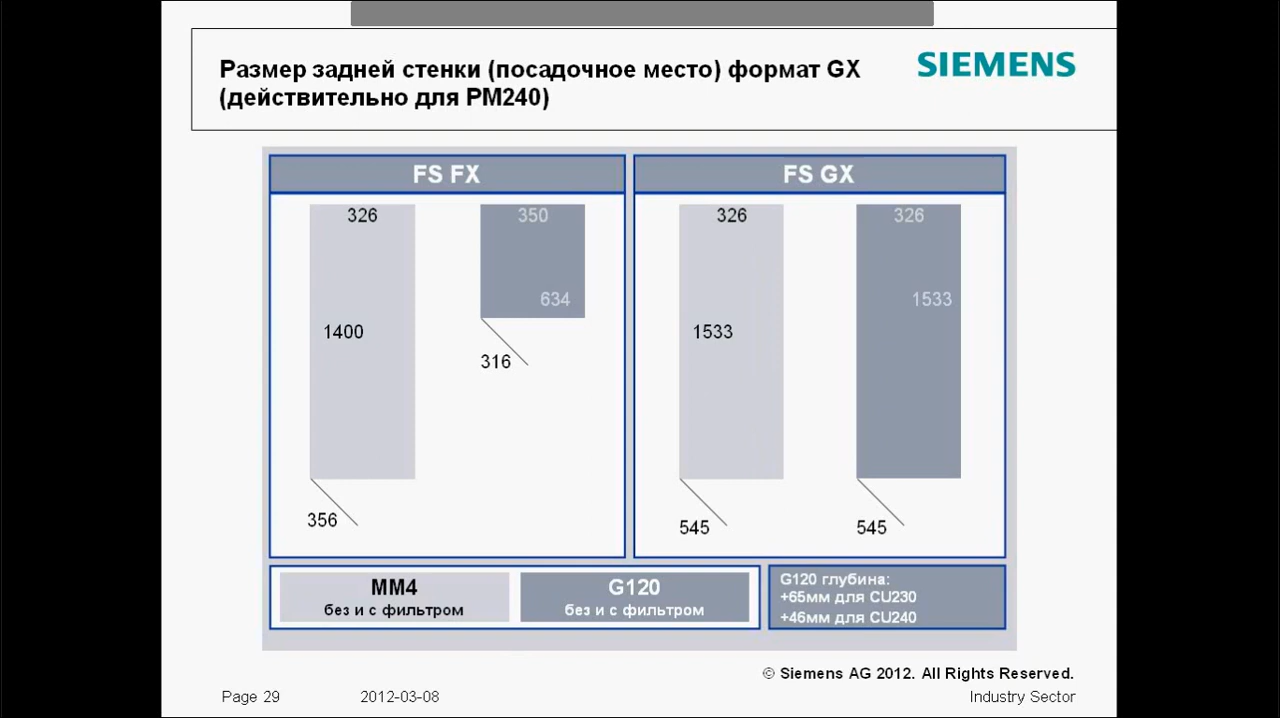 Размер задней стенки (посадочное место) формат GX
(действительно для PM240)
SIEMENS
FS FX
FS GX
326
350
326
326
634
1533
1400
1533
316
356
545
545
MM4
без и с фильтром
G120
без и с фильтром
G120 глубина:
+65мм для CU230
+46мм для CU240
© Siemens AG 2012. All Rights Reserved.
Page 29
2012-03-08
Industry Sector